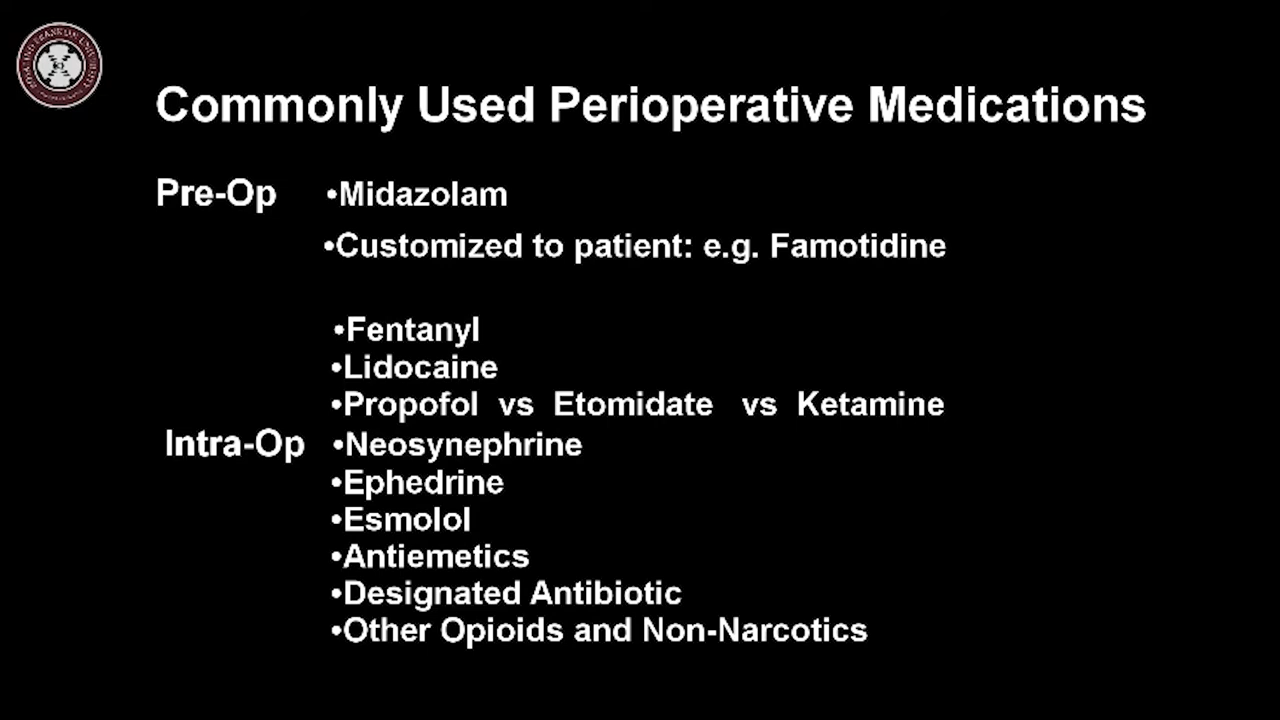 Commonly Used Perioperative Medications
Pre-Op •Midazolam
•Customized to patient: e.g. Famotidine
•Fentanyl
•Lidocaine
•Propofol vs Etomidate vs Ketamine
Intra-Op •Neosynephrine
•Ephedrine
•Esmolol
•Antiemetics
•Designated Antibiotic
•Other Opioids and Non-Narcotics